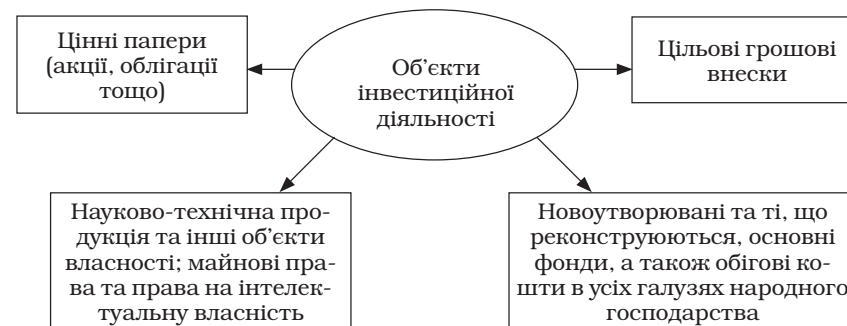 Цінні папери
(акції, облігації
тощо)
Об’єкти
інвестиційної
діяльності
Цільові грошові
внески
Науково-технічна про-
дукція та інші об’єкти
власності; майнові пра-
ва та права на інтелек-
туальну власність
Новоутворювані та ті, що
реконструюються, основні
фонди, а також обігові ко-
шти в усіх галузях народного
господарства